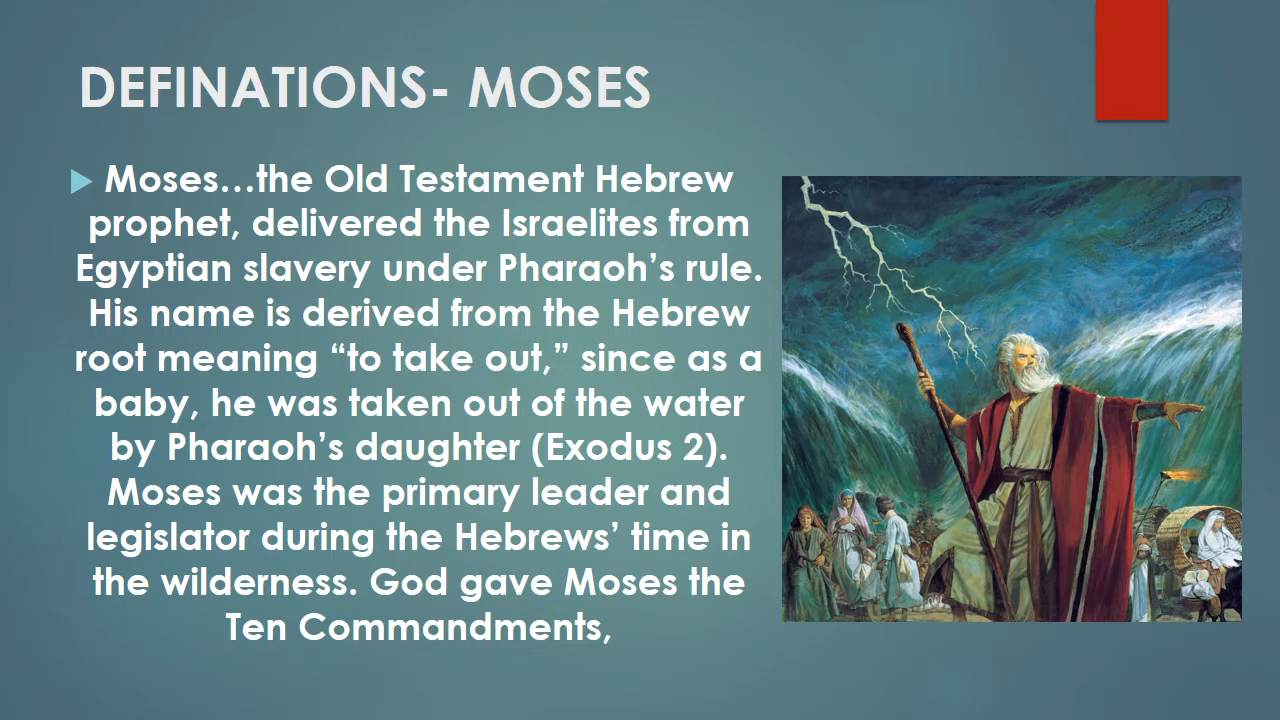 DEFINATIONS- MOSES
Moses…the Old Testament Hebrew
prophet, delivered the Israelites from
Egyptian slavery under Pharaoh’s rule.
His name is derived from the Hebrew
root meaning “to take out,” since as a
baby, he was taken out of the water
by Pharaoh’s daughter (Exodus 2).
Moses was the primary leader and
legislator during the Hebrews’ time in
the wilderness. God gave Moses the
Ten Commandments,